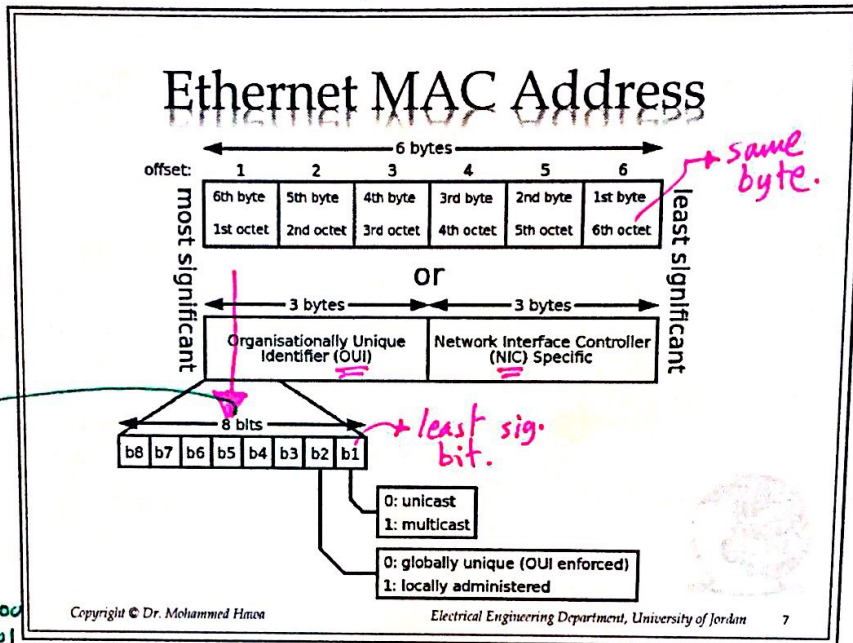 Ethernet MAC Address
6 bytes
offset: 1 2 3 4 5 6
same
byte.
most significant
6th byte 5th byte 4th byte 3rd byte 2nd byte 1st byte
1st octet 2nd octet 3rd octet 4th octet 5th octet 6th octet
least significant
or
3 bytes 3 bytes
Organisationally Unique
Identifier (OUI)
Network Interface Controller
(NIC) Specific
8 bits
least sig.
bit.
b8 b7 b6 b5 b4 b3 b2 b1
0: unicast
1: multicast
0: globally unique (OUI enforced)
1: locally administered
Copyright © Dr. Mohammed Hawa Electrical Engineering Department, University of Jordan 7